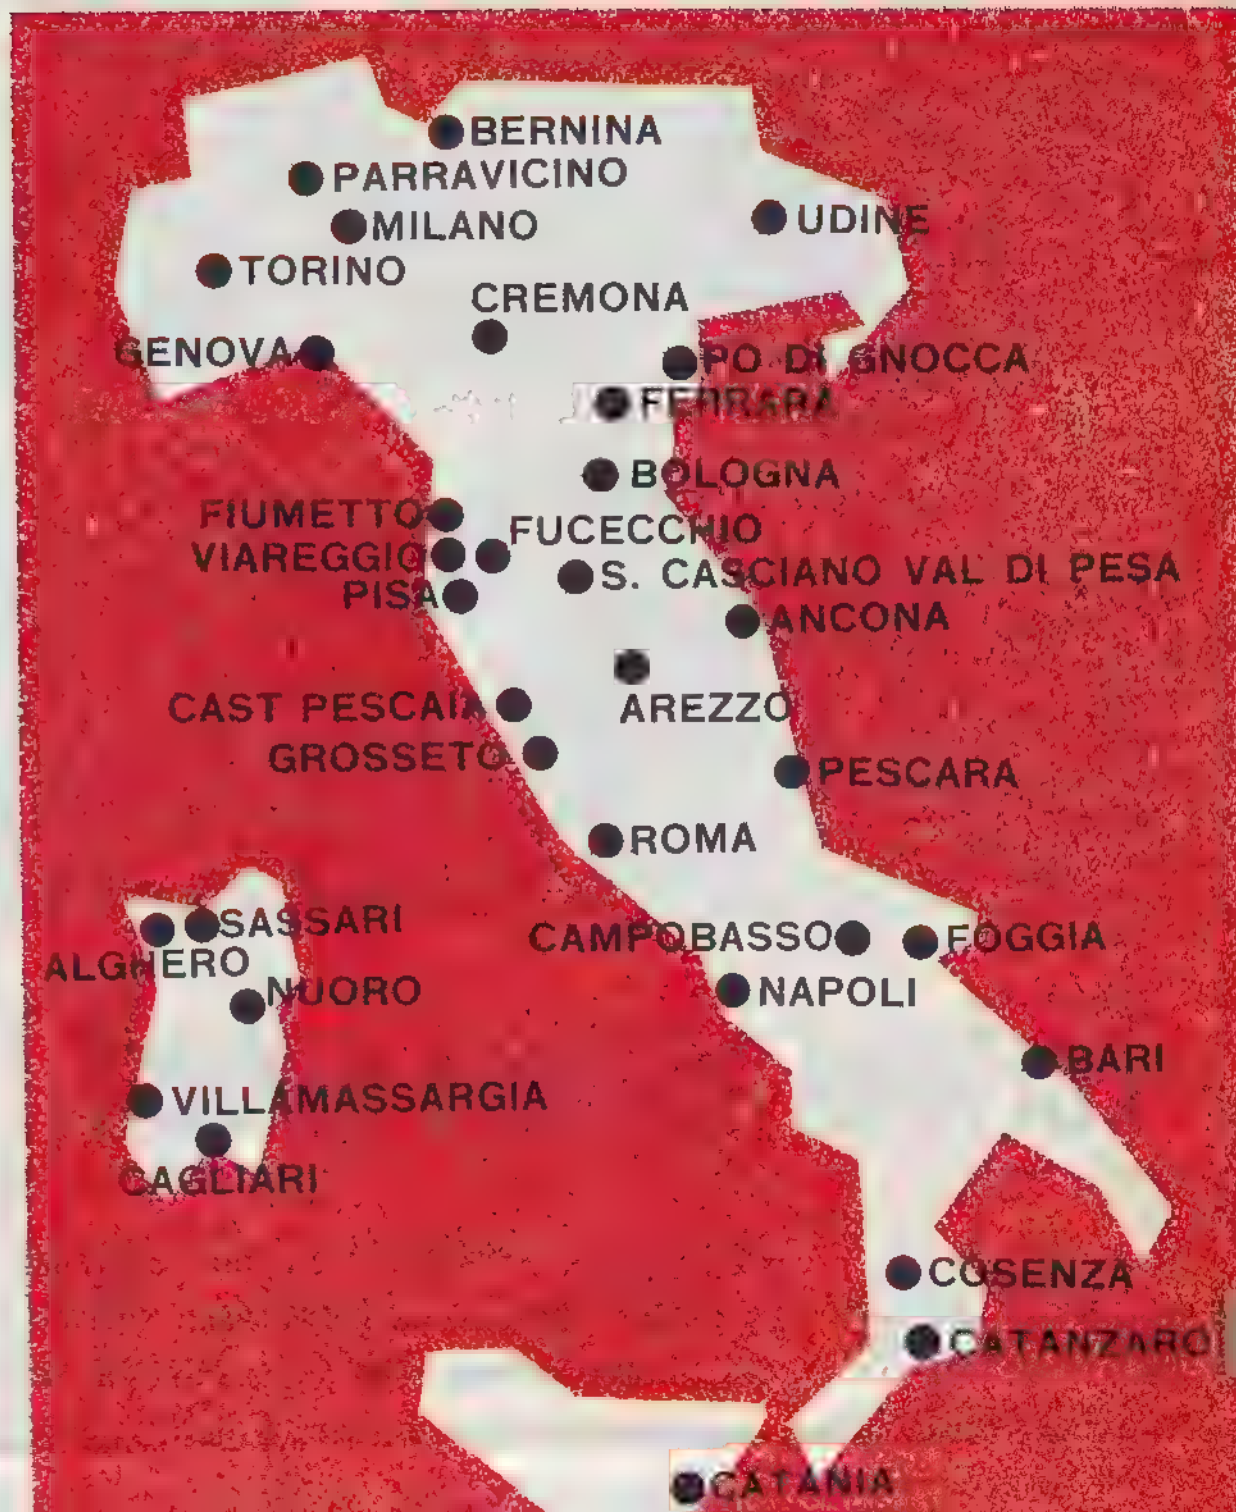 BERNINA
PARRAVICINO
MILANO
UDINE
TORINO
CREMONA
GENOVA
PO DI GNOCCA
FERRARA
BOLOGNA
FIUMETTO
FUCECCHIO
VIAREGGIO
S. CASCIANO VAL DI PESA
PISA
ANCONA
CAST PESCAIA
AREZZO
GROSSETO
PESCARA
ROMA
SASSARI
CAMPOBASSO
FOGGIA
ALGHERO
NUORO
NAPOLI
BARI
VILLAMASSARGIA
CAGLIARI
COSENZA
CATANZARO
CATANIA